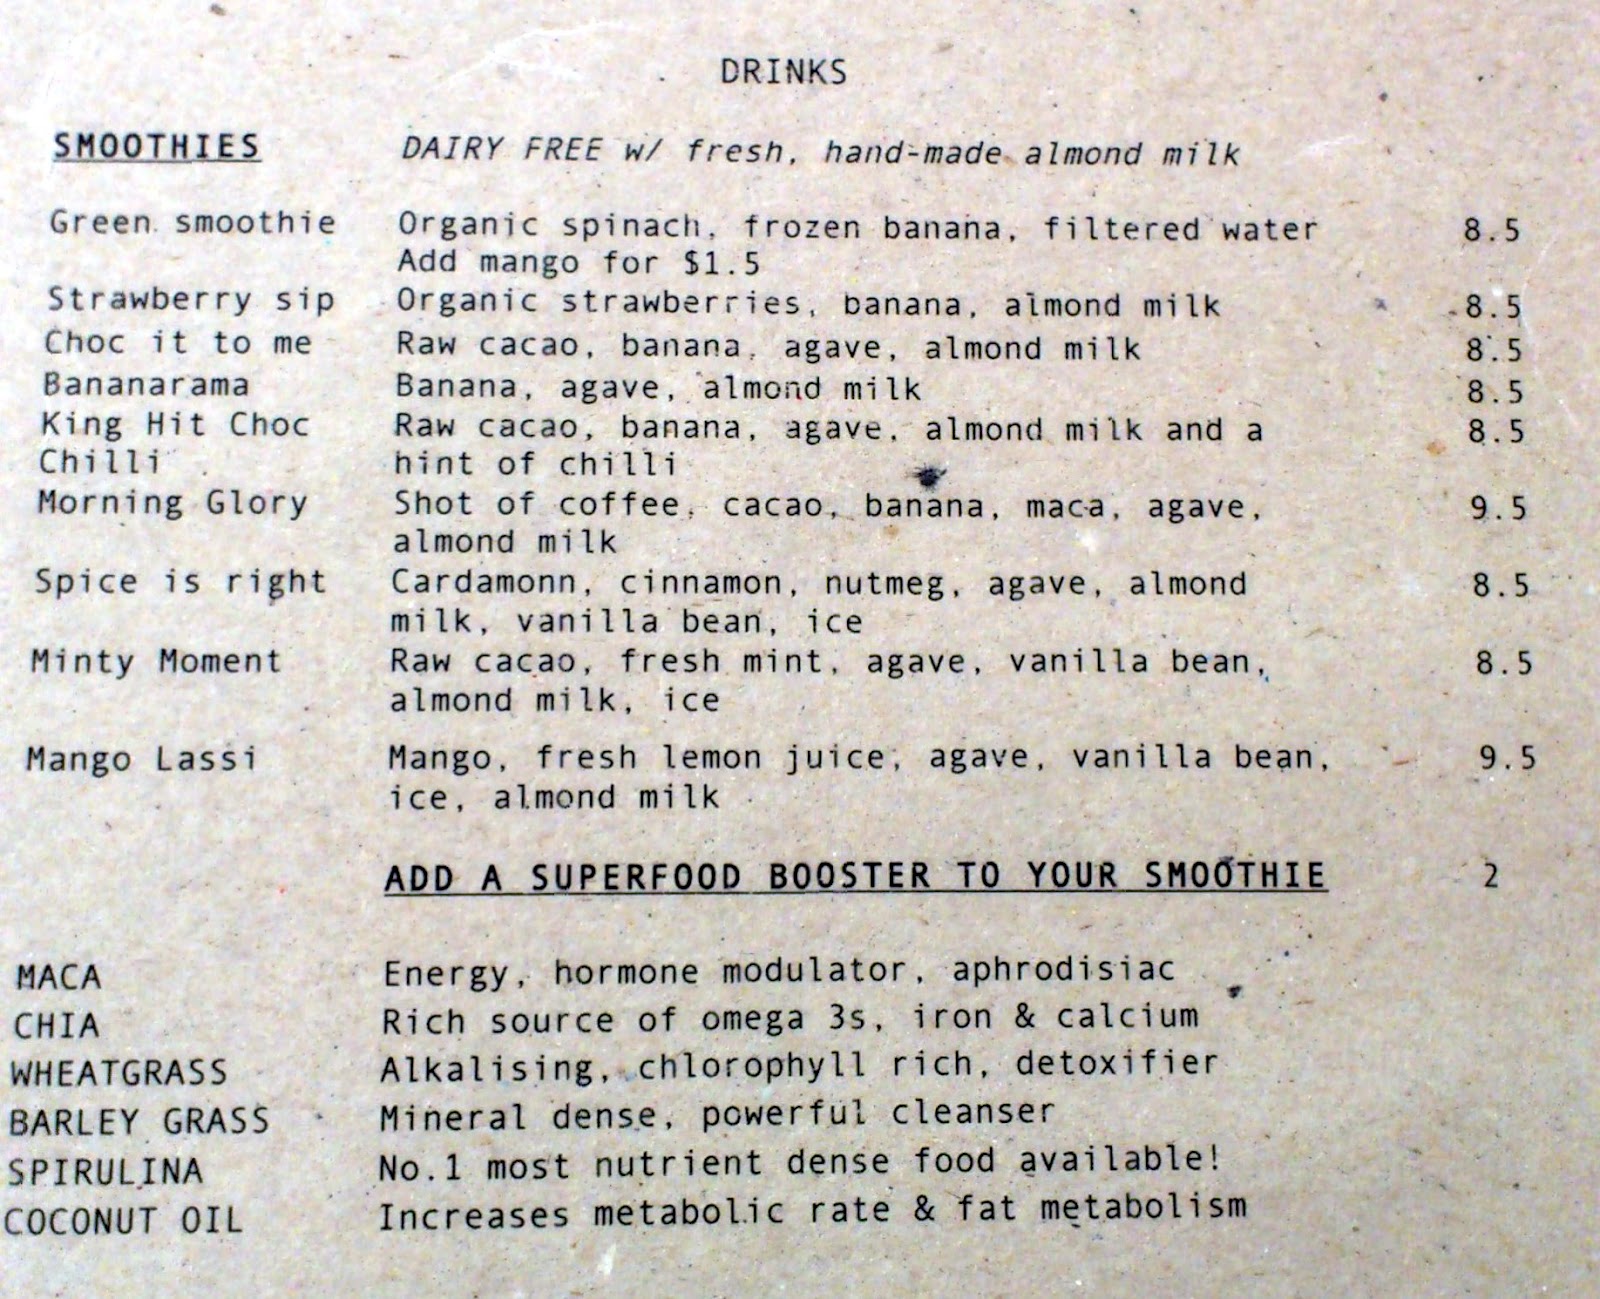 DRINKS
SMOOTHIES DAIRY FREE w/ fresh, hand-made almond milk
Green smoothie Organic spinach, frozen banana, filtered water 8.5
Add mango for $1.5
Strawberry sip Organic strawberries, banana, almond milk 8.5
Choc it to me Raw cacao, banana, agave, almond milk 8.5
Bananarama Banana, agave, almond milk 8.5
King Hit Choc Raw cacao, banana, agave, almond milk and a 8.5
Chilli hint of chilli
Morning Glory Shot of coffee, cacao, banana, maca, agave, 9.5
almond milk
Spice is right Cardamonn, cinnamon, nutmeg, agave, almond 8.5
milk, vanilla bean, ice
Minty Moment Raw cacao, fresh mint, agave, vanilla bean, 8.5
almond milk, ice
Mango Lassi Mango, fresh lemon juice, agave, vanilla bean, 9.5
ice, almond milk
ADD A SUPERFOOD BOOSTER TO YOUR SMOOTHIE 2
MACA Energy, hormone modulator, aphrodisiac
CHIA Rich source of omega 3s, iron & calcium
WHEATGRASS Alkalising, chlorophyll rich, detoxifier
BARLEY GRASS Mineral dense, powerful cleanser
SPIRULINA No.1 most nutrient dense food available!
COCONUT OIL Increases metabolic rate & fat metabolism